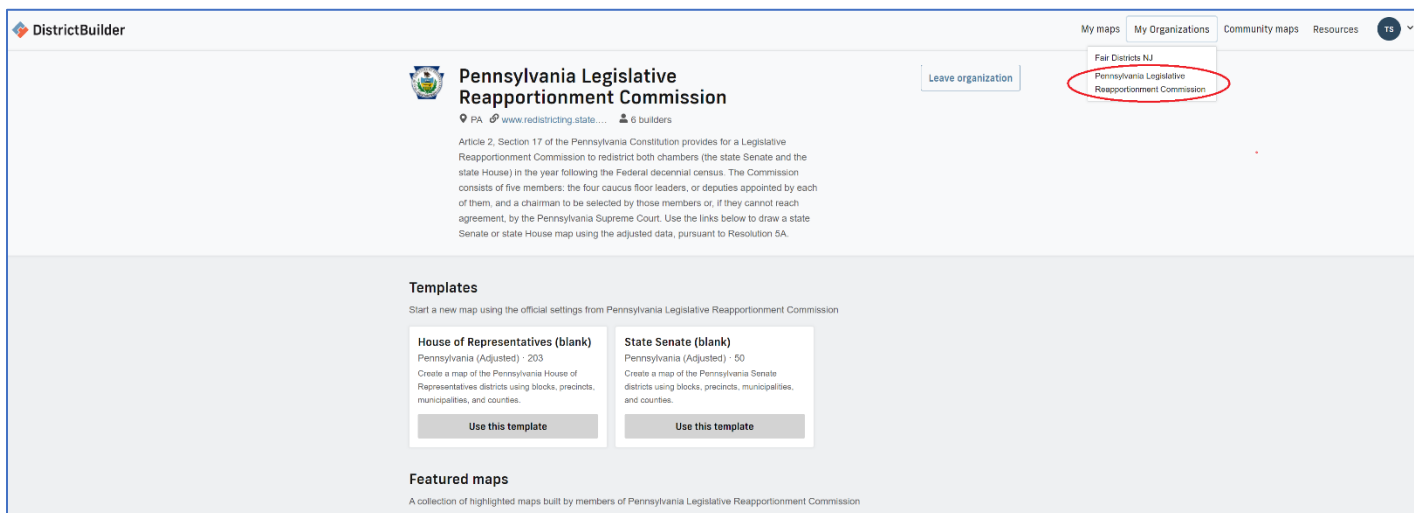 DistrictBuilder
My maps
My Organizations
Community maps
Resources
TS
Fair Districts NJ
Pennsylvania Legislative
Reapportionment Commission
Pennsylvania Legislative
Reapportionment Commission
Leave organization
PA www.redistricting.state.... 6 builders
Article 2, Section 17 of the Pennsylvania Constitution provides for a Legislative
Reapportionment Commission to redistrict both chambers (the state Senate and the
state House) in the year following the Federal decennial census. The Commission
consists of five members: the four caucus floor leaders, or deputies appointed by each
of them, and a chairman to be selected by those members or, if they cannot reach
agreement, by the Pennsylvania Supreme Court. Use the links below to draw a state
Senate or state House map using the adjusted data, pursuant to Resolution 5A.
Templates
Start a new map using the official settings from Pennsylvania Legislative Reapportionment Commission
House of Representatives (blank)
Pennsylvania (Adjusted) · 203
Create a map of the Pennsylvania House of
Representatives districts using blocks, precincts,
municipalities, and counties.
Use this template
State Senate (blank)
Pennsylvania (Adjusted) · 50
Create a map of the Pennsylvania Senate
districts using blocks, precincts, municipalities,
and counties.
Use this template
Featured maps
A collection of highlighted maps built by members of Pennsylvania Legislative Reapportionment Commission